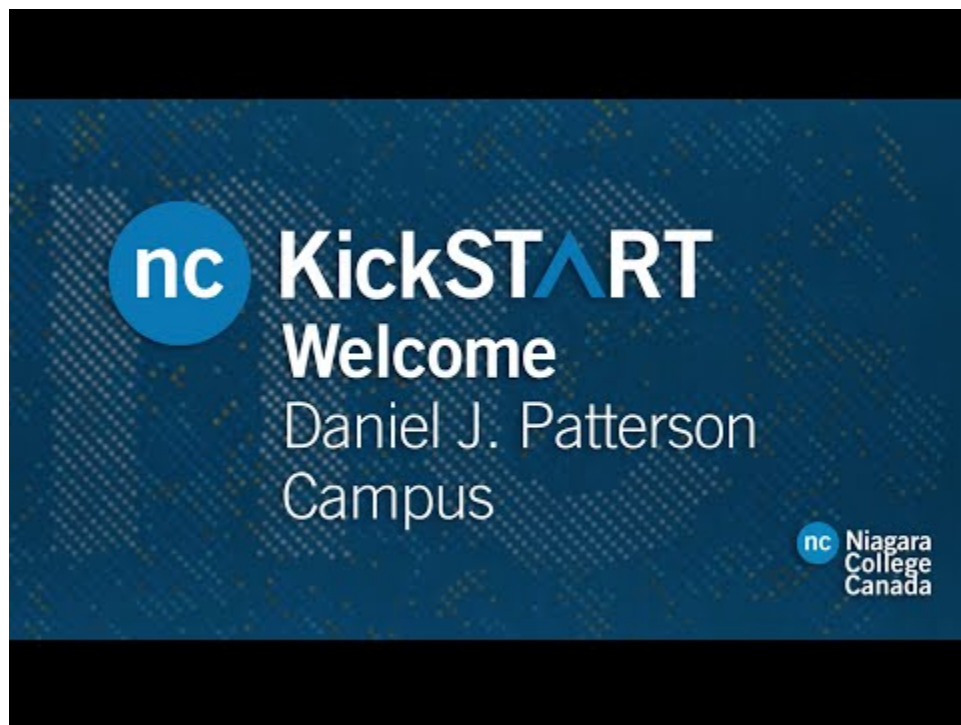 nc KickSTART
Welcome
Daniel J. Patterson
Campus
nc Niagara
College
Canada